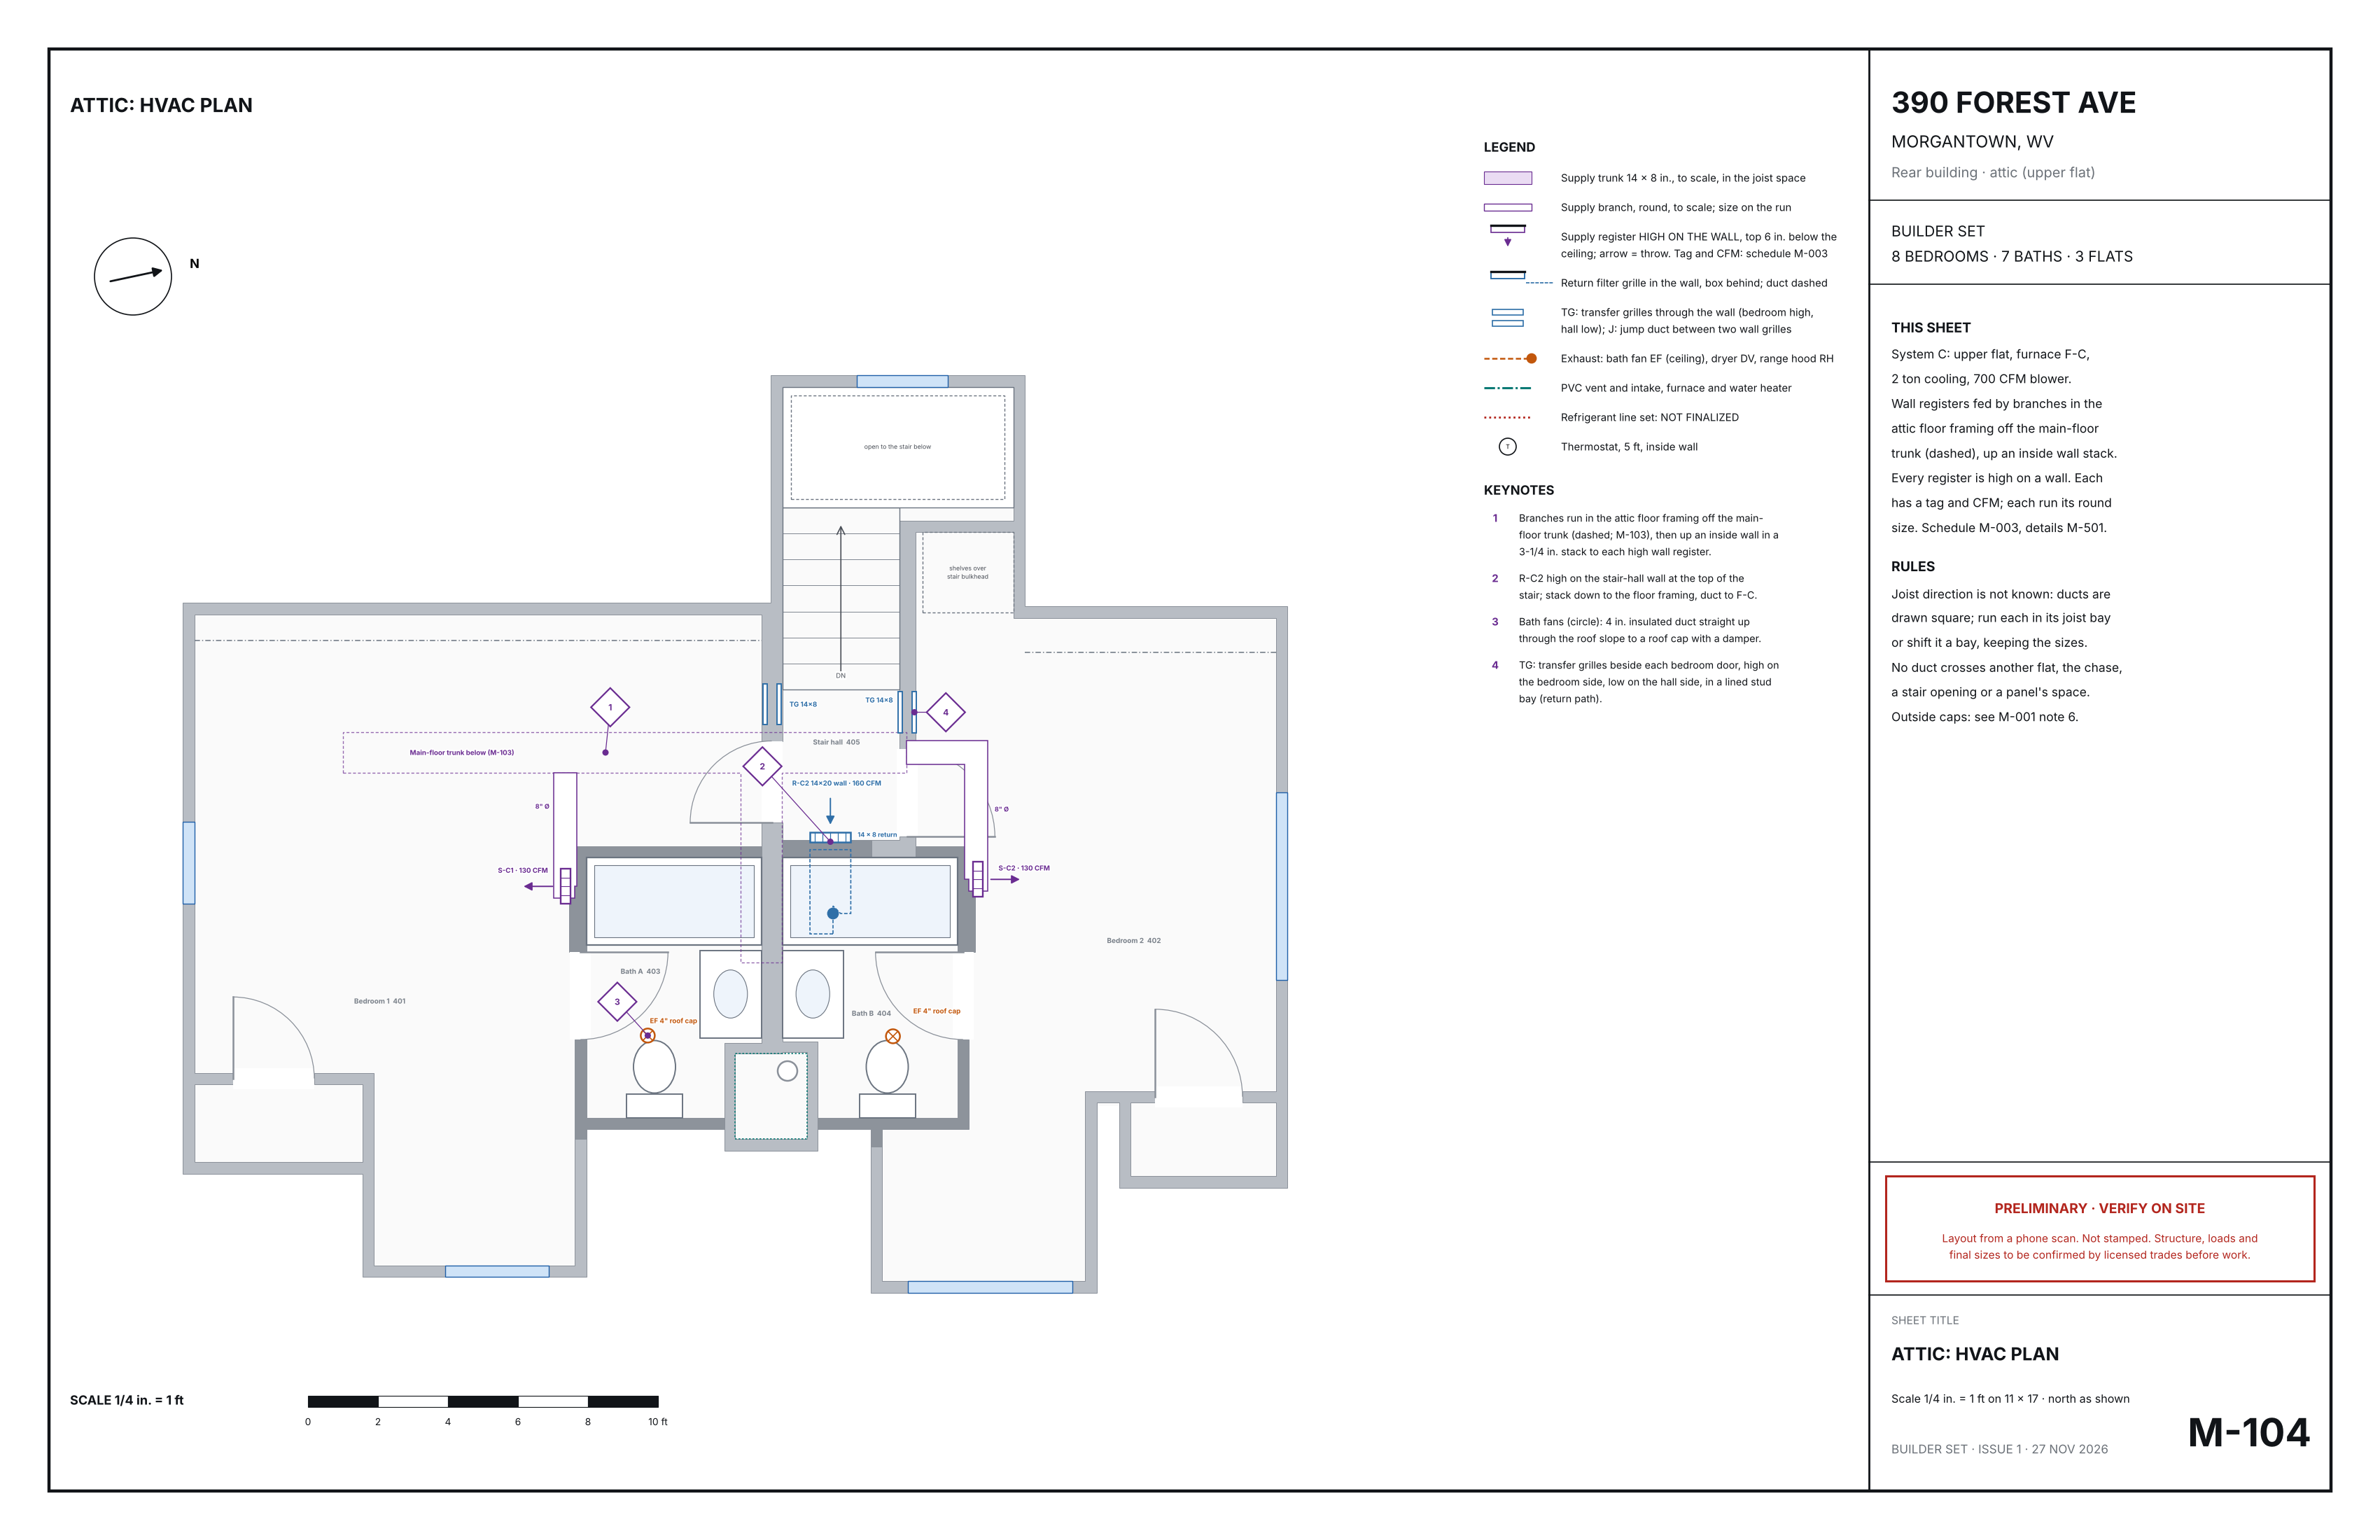 ATTIC: HVAC PLAN
N
open to the stair below
shelves over
stair bulkhead
DN
TG 14×8
TG 14×8
1
4
Stair hall 405
Main-floor trunk below (M-103)
2
R-C2 14×20 wall · 160 CFM
8" Ø
8" Ø
14 × 8 return
S-C1 · 130 CFM
S-C2 · 130 CFM
Bedroom 2 402
Bath A 403
Bedroom 1 401
3
EF 4" roof cap
Bath B 404
EF 4" roof cap
SCALE 1/4 in. = 1 ft
0
2
4
6
8
10 ft
LEGEND
Supply trunk 14 × 8 in., to scale, in the joist space
Supply branch, round, to scale; size on the run
Supply register HIGH ON THE WALL, top 6 in. below the
ceiling; arrow = throw. Tag and CFM: schedule M-003
Return filter grille in the wall, box behind; duct dashed
TG: transfer grilles through the wall (bedroom high,
hall low); J: jump duct between two wall grilles
Exhaust: bath fan EF (ceiling), dryer DV, range hood RH
PVC vent and intake, furnace and water heater
Refrigerant line set: NOT FINALIZED
T
Thermostat, 5 ft, inside wall
KEYNOTES
1
Branches run in the attic floor framing off the main-
floor trunk (dashed; M-103), then up an inside wall in a
3-1/4 in. stack to each high wall register.
2
R-C2 high on the stair-hall wall at the top of the
stair; stack down to the floor framing, duct to F-C.
3
Bath fans (circle): 4 in. insulated duct straight up
through the roof slope to a roof cap with a damper.
4
TG: transfer grilles beside each bedroom door, high on
the bedroom side, low on the hall side, in a lined stud
bay (return path).
390 FOREST AVE
MORGANTOWN, WV
Rear building · attic (upper flat)
BUILDER SET
8 BEDROOMS · 7 BATHS · 3 FLATS
THIS SHEET
System C: upper flat, furnace F-C,
2 ton cooling, 700 CFM blower.
Wall registers fed by branches in the
attic floor framing off the main-floor
trunk (dashed), up an inside wall stack.
Every register is high on a wall. Each
has a tag and CFM; each run its round
size. Schedule M-003, details M-501.
RULES
Joist direction is not known: ducts are
drawn square; run each in its joist bay
or shift it a bay, keeping the sizes.
No duct crosses another flat, the chase,
a stair opening or a panel's space.
Outside caps: see M-001 note 6.
PRELIMINARY · VERIFY ON SITE
Layout from a phone scan. Not stamped. Structure, loads and
final sizes to be confirmed by licensed trades before work.
SHEET TITLE
ATTIC: HVAC PLAN
Scale 1/4 in. = 1 ft on 11 × 17 · north as shown
BUILDER SET · ISSUE 1 · 27 NOV 2026
M-104